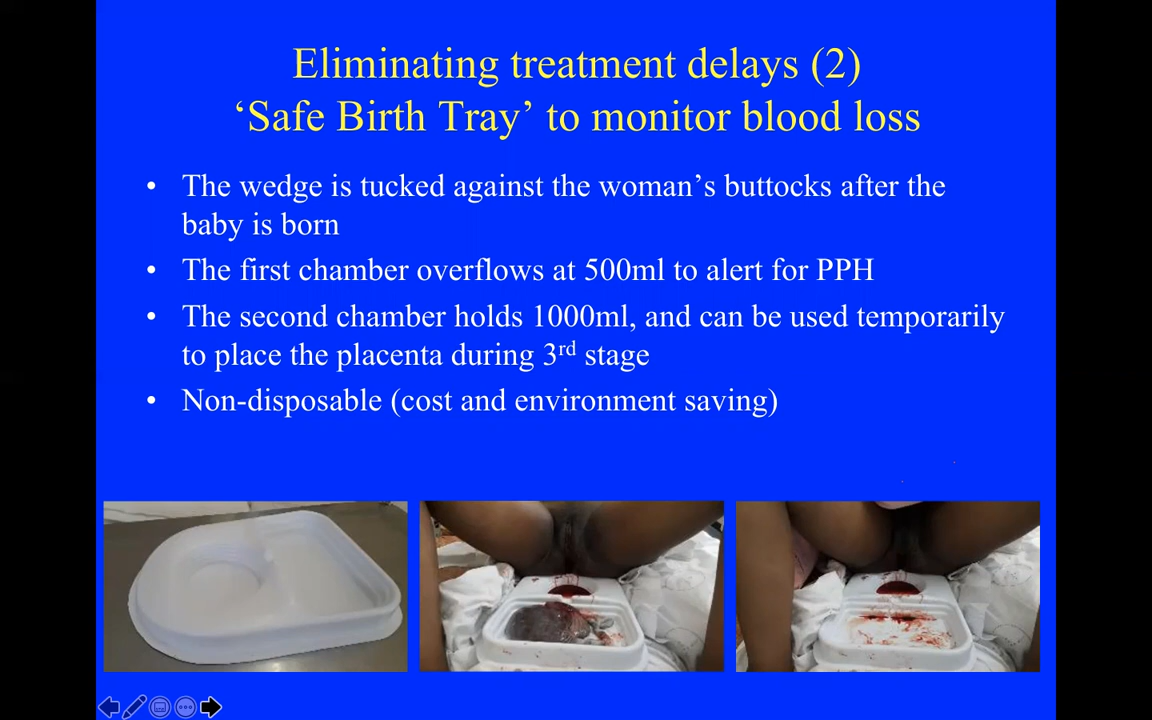 Eliminating treatment delays (2)
‘Safe Birth Tray’ to monitor blood loss
• The wedge is tucked against the woman’s buttocks after the
baby is born
• The first chamber overflows at 500ml to alert for PPH
• The second chamber holds 1000ml, and can be used temporarily
to place the placenta during 3rd stage
• Non-disposable (cost and environment saving)